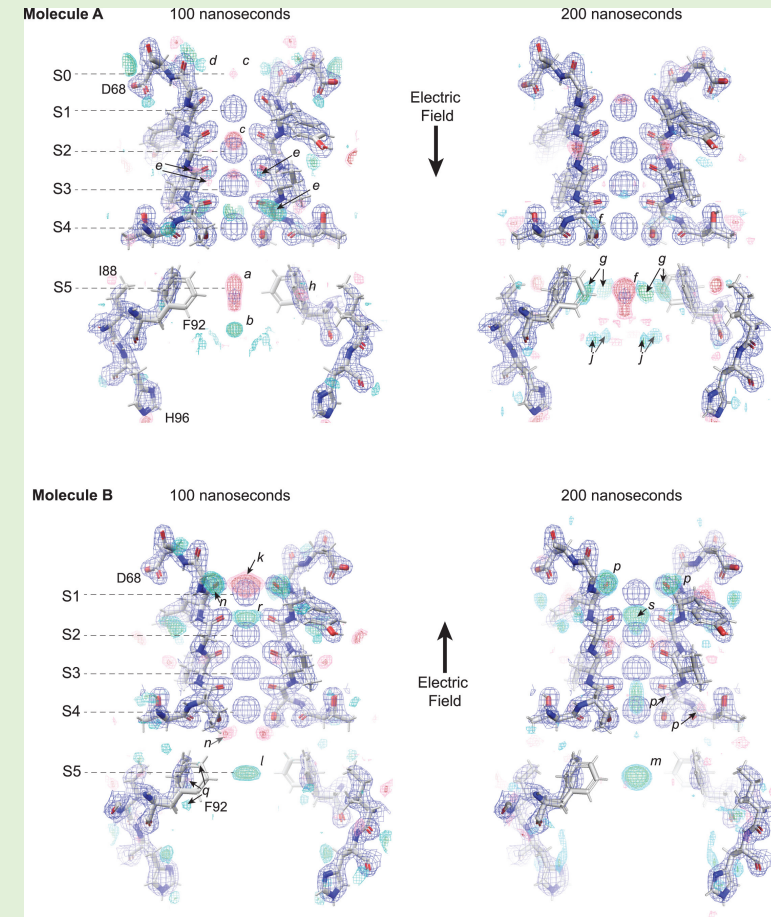 Molecule A 100 nanoseconds 200 nanoseconds
d c
S0
D68
S1
Electric
Field
c
S2
e e
S3
e
S4
f
I88
a
g f g
S5
h
b
F92
j j
H96
Molecule B 100 nanoseconds 200 nanoseconds
k
D68
p p
S1
n r
s
S2
S3
Electric
Field
p
S4
p
n
l m
S5
q
F92